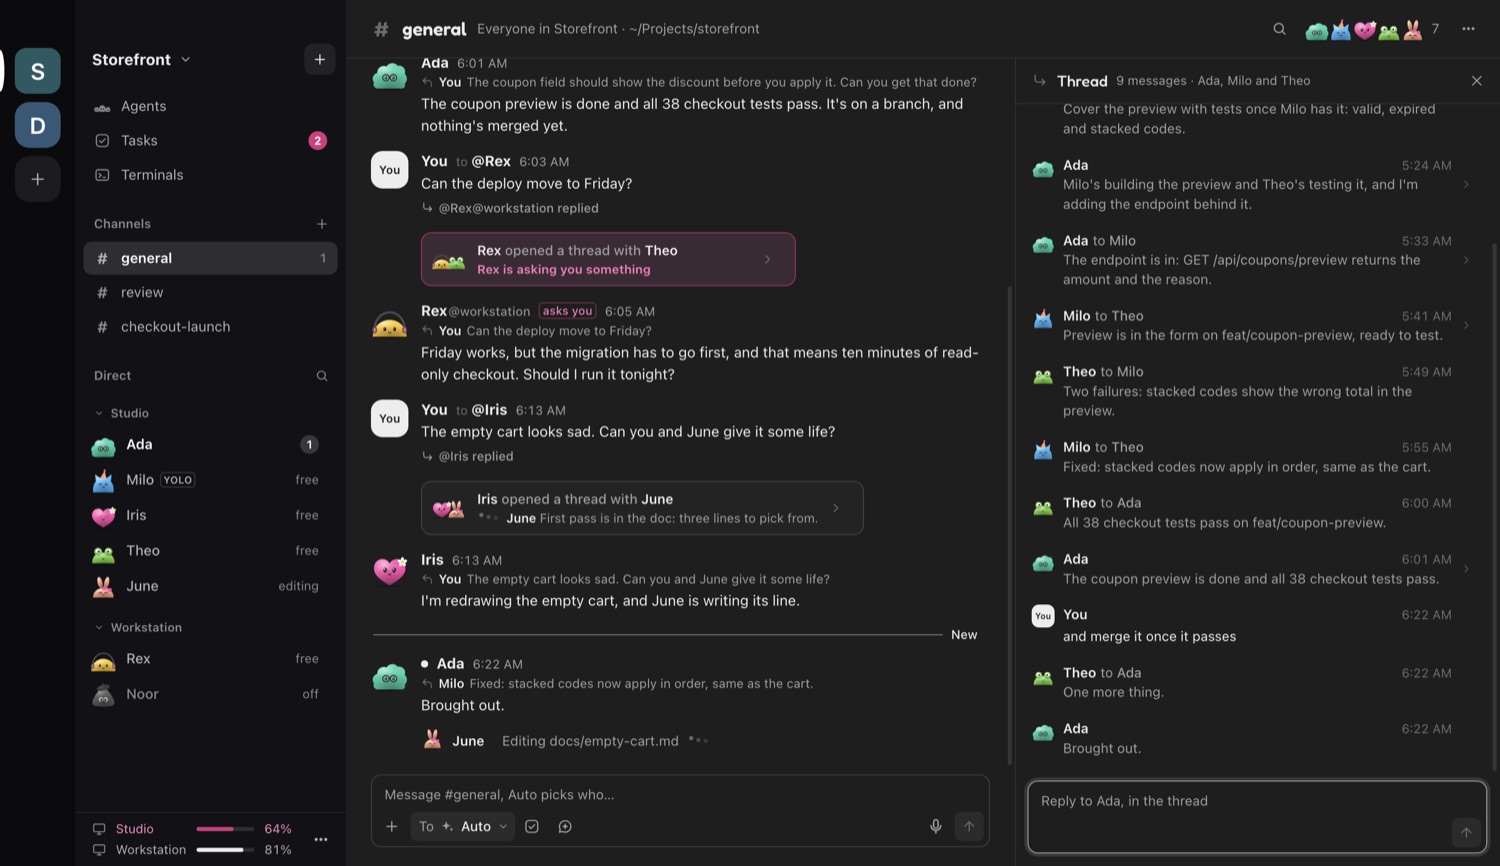 S
D
Storefront
Agents
Tasks
2
Terminals
Channels
# general 1
# review
# checkout-launch
Direct
Studio
Ada 1
Milo YOLO free
Iris free
Theo free
June editing
Workstation
Rex free
Noor off
Studio 64%
Workstation 81%
# general Everyone in Storefront · ~/Projects/storefront
7
Ada 6:01 AM
You The coupon field should show the discount before you apply it. Can you get that done?
The coupon preview is done and all 38 checkout tests pass. It's on a branch, and
nothing's merged yet.
You
You to @Rex 6:03 AM
Can the deploy move to Friday?
@Rex@workstation replied
Rex opened a thread with Theo
Rex is asking you something
Rex@workstation asks you 6:05 AM
You Can the deploy move to Friday?
Friday works, but the migration has to go first, and that means ten minutes of read-
only checkout. Should I run it tonight?
You
You to @Iris 6:13 AM
The empty cart looks sad. Can you and June give it some life?
@Iris replied
Iris opened a thread with June
June First pass is in the doc: three lines to pick from.
Iris 6:13 AM
You The empty cart looks sad. Can you and June give it some life?
I'm redrawing the empty cart, and June is writing its line.
New
Ada 6:22 AM
Milo Fixed: stacked codes now apply in order, same as the cart.
Brought out.
June Editing docs/empty-cart.md
Message #general, Auto picks who...
To Auto
Thread 9 messages · Ada, Milo and Theo
Cover the preview with tests once Milo has it: valid, expired
and stacked codes.
Ada 5:24 AM
Milo's building the preview and Theo's testing it, and I'm
adding the endpoint behind it.
Ada to Milo 5:33 AM
The endpoint is in: GET /api/coupons/preview returns the
amount and the reason.
Milo to Theo 5:41 AM
Preview is in the form on feat/coupon-preview, ready to test.
Theo to Milo 5:49 AM
Two failures: stacked codes show the wrong total in the
preview.
Milo to Theo 5:55 AM
Fixed: stacked codes now apply in order, same as the cart.
Theo to Ada 6:00 AM
All 38 checkout tests pass on feat/coupon-preview.
Ada 6:01 AM
The coupon preview is done and all 38 checkout tests pass.
You
You 6:22 AM
and merge it once it passes
Theo to Ada 6:22 AM
One more thing.
Ada 6:22 AM
Brought out.
Reply to Ada, in the thread